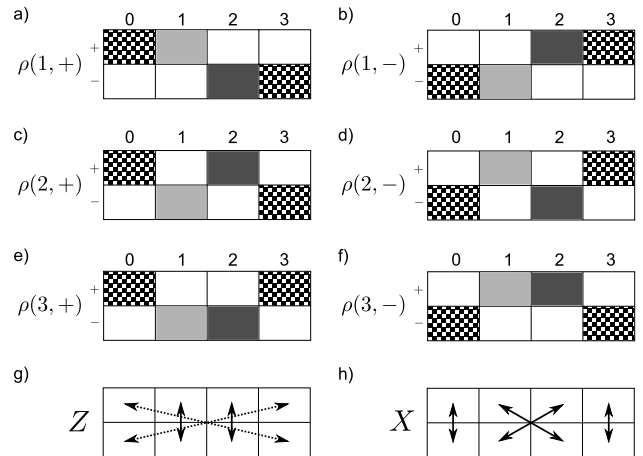 a) b)
0 1 2 3 0 1 2 3
ρ(1, +) + ρ(1, −) +
− −
c) d)
0 1 2 3 0 1 2 3
ρ(2, +) + ρ(2, −) +
− −
e) f)
0 1 2 3 0 1 2 3
ρ(3, +) + ρ(3, −) +
− −
g) h)
Z X